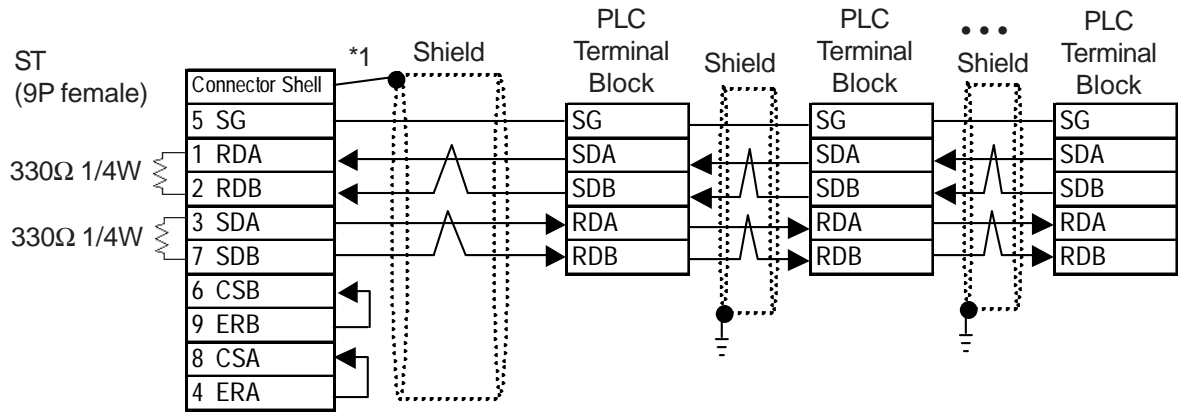 ST
(9P female)
*1
Shield
PLC
Terminal
Block
Shield
PLC
Terminal
Block
•••
Shield
PLC
Terminal
Block
Connector Shell
5 SG
1 RDA
2 RDB
3 SDA
7 SDB
6 CSB
9 ERB
8 CSA
4 ERA
330Ω 1/4W
330Ω 1/4W
SG
SDA
SDB
RDA
RDB
SG
SDA
SDB
RDA
RDB
SG
SDA
SDB
RDA
RDB